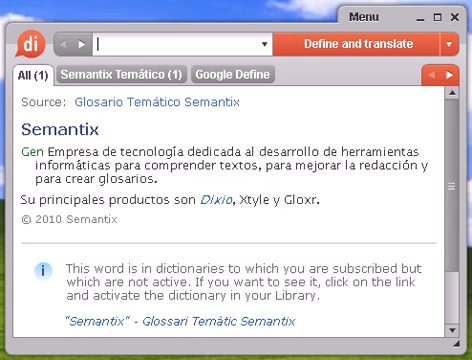 Menu
di
Define and translate
All (1) Semantix Temático (1) Google Define
Source: Glosario Temático Semantix
Semantix
Gen Empresa de tecnología dedicada al desarrollo de herramientas
informáticas para comprender textos, para mejorar la redacción y
para crear glosarios.
Su principales productos son Dixio, Xtyle y Gloxr.
© 2010 Semantix
i
This word is in dictionaries to which you are subscribed but
which are not active. If you want to see it, click on the link
and activate the dictionary in your Library.
"Semantix" - Glossari Temàtic Semantix